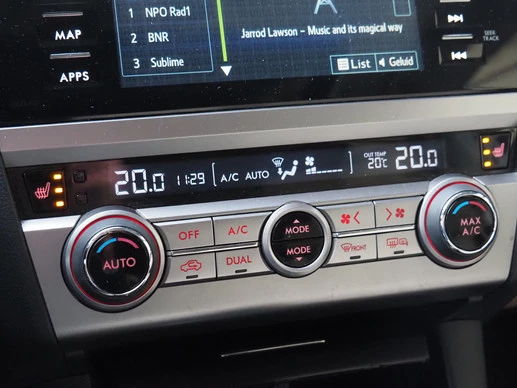 1 NPO Rad1
2 BNR
3 Sublime
Jarrod Lawson - Music and its magical way
List
Geluid
MAP
APPS
SEEK
TRACK
20.0
11:29
A/C AUTO
OUT TEMP
20°C
20.0
AUTO
OFF
A/C
DUAL
MODE
MODE
FRONT
MAX
A/C